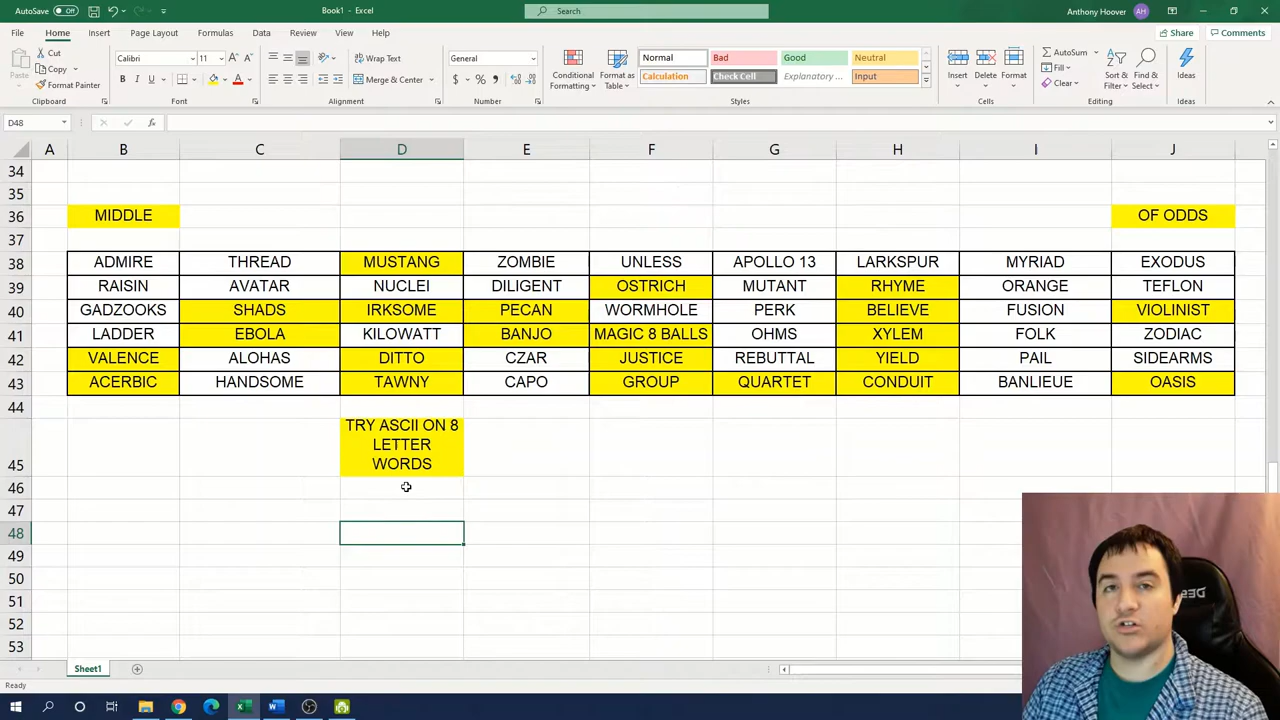 AutoSave Off Book1 - Excel Search Anthony Hoover AH
File Home Insert Page Layout Formulas Data Review View Help Share Comments
Cut Calibri 11 General Normal Bad Good Neutral AutoSum
Paste Copy Merge & Center Conditional Format as Calculation Check Cell Explanatory ... Input Insert Delete Format Fill Sort & Find & Ideas
Format Painter Formatting Table Clear Filter Select
Clipboard Font Alignment Number Styles Cells Editing Ideas
D48 fx
A B C D E F G H I J
34
35
36 MIDDLE OF ODDS
37
38 ADMIRE THREAD MUSTANG ZOMBIE UNLESS APOLLO 13 LARKSPUR MYRIAD EXODUS
39 RAISIN AVATAR NUCLEI DILIGENT OSTRICH MUTANT RHYME ORANGE TEFLON
40 GADZOOKS SHADS IRKSOME PECAN WORMHOLE PERK BELIEVE FUSION VIOLINIST
41 LADDER EBOLA KILOWATT BANJO MAGIC 8 BALLS OHMS XYLEM FOLK ZODIAC
42 VALENCE ALOHAS DITTO CZAR JUSTICE REBUTTAL YIELD PAIL SIDEARMS
43 ACERBIC HANDSOME TAWNY CAPO GROUP QUARTET CONDUIT BANLIEUE OASIS
44
TRY ASCII ON 8
LETTER
45 WORDS
46
47
48
49
50
51
52
53
Sheet1
Ready